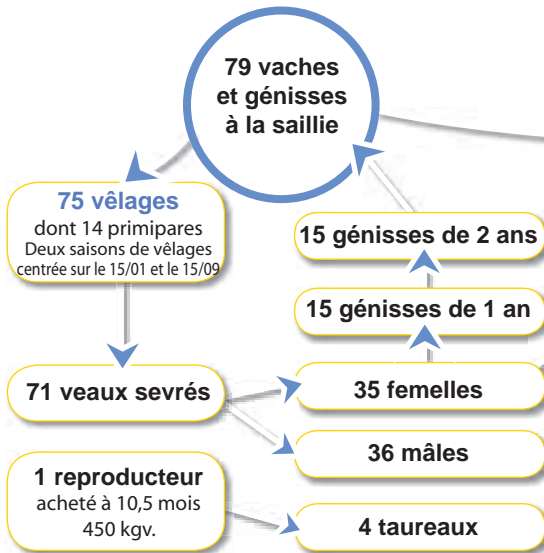 79 vaches
et génisses
à la saillie
75 vêlages
dont 14 primipares
Deux saisons de vêlages
centrée sur le 15/01 et le 15/09
15 génisses de 2 ans
15 génisses de 1 an
71 veaux sevrés
35 femelles
36 mâles
1 reproducteur
acheté à 10,5 mois
450 kgv.
4 taureaux